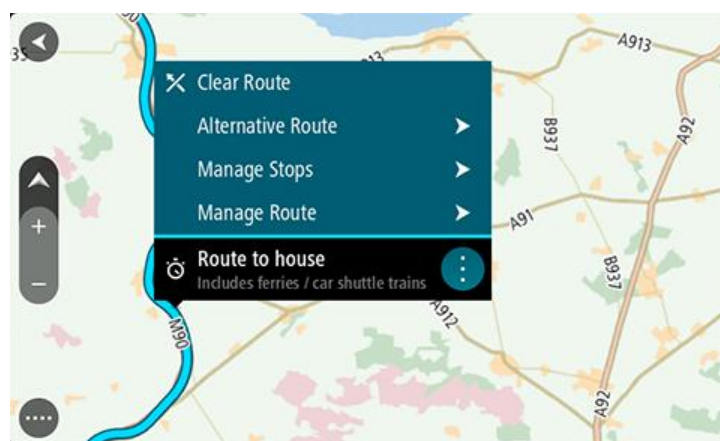 A913
A913
B937
A92
Clear Route
Alternative Route
Manage Stops
Manage Route
A91
Route to house
Includes ferries / car shuttle trains
B937
A912
M90
A92